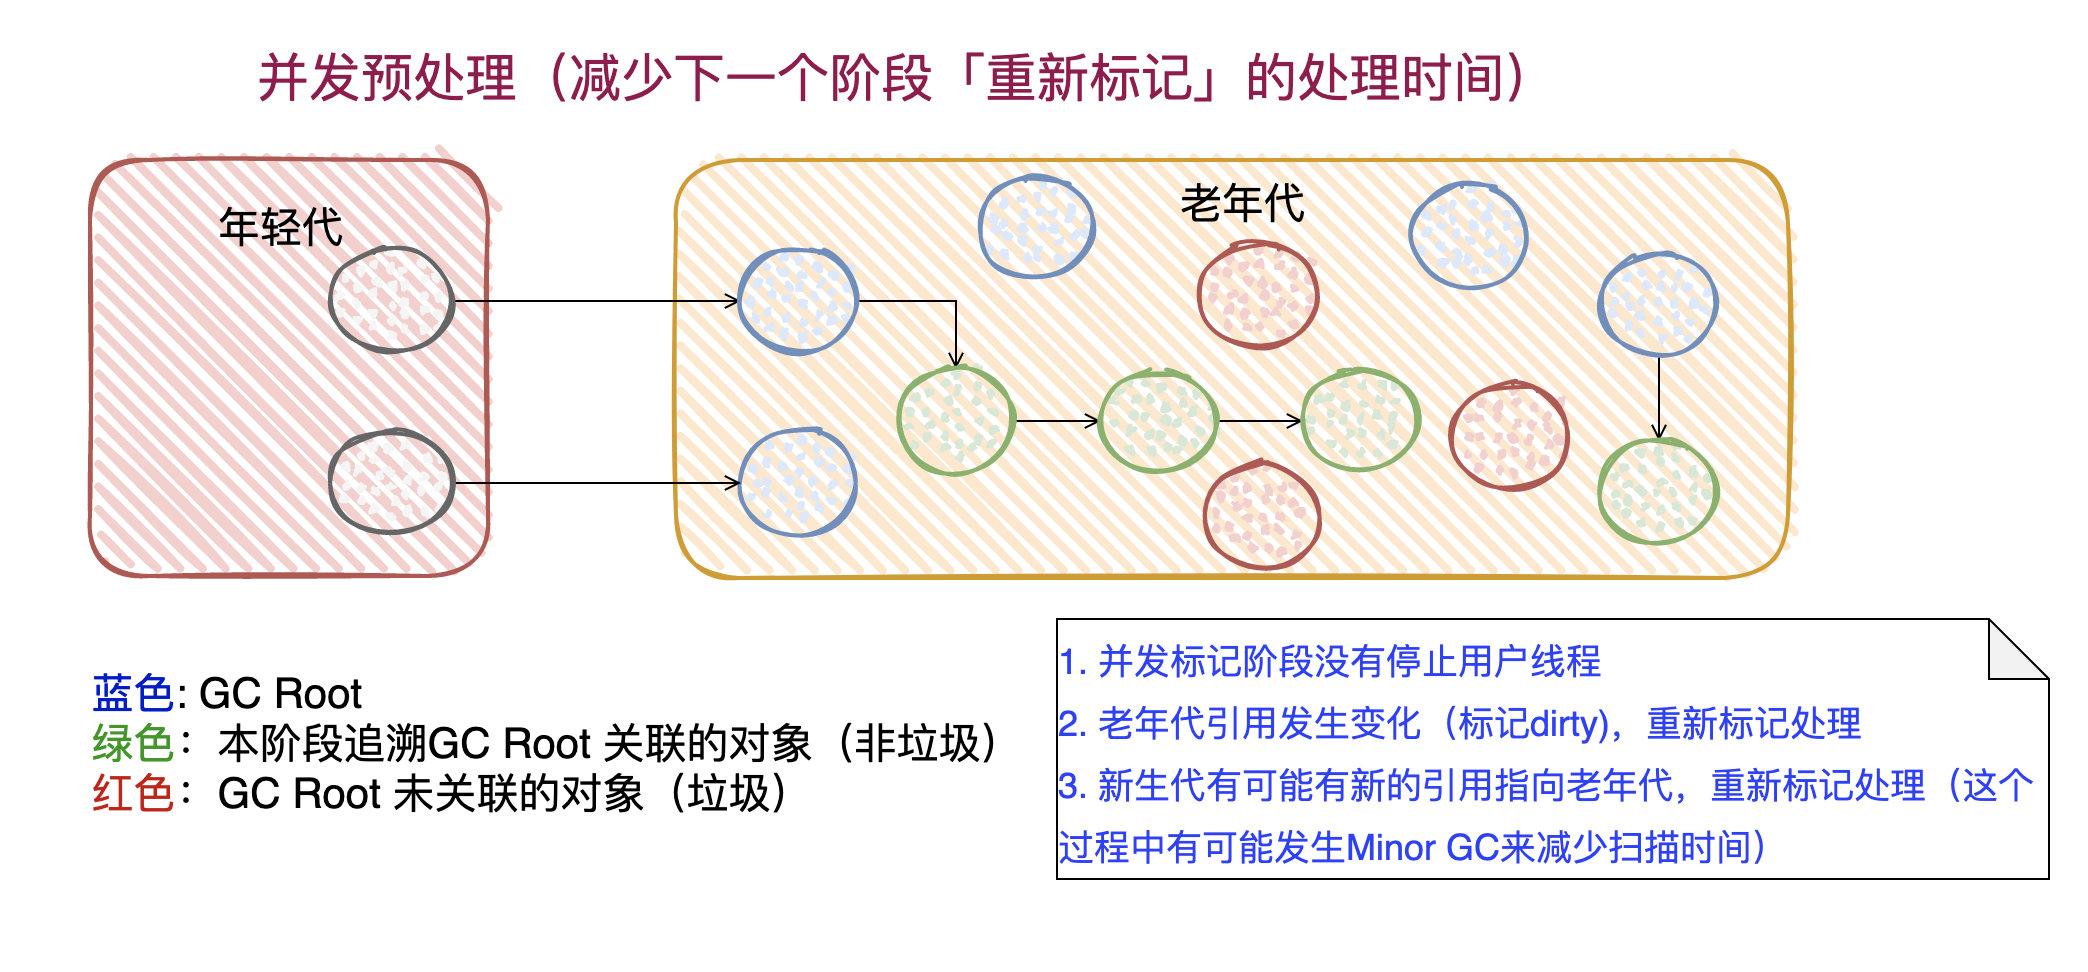 并发预处理（减少下一个阶段「重新标记」的处理时间）
年轻代
老年代
蓝色: GC Root
绿色：本阶段追溯GC Root 关联的对象（非垃圾）
红色：GC Root 未关联的对象（垃圾）
1. 并发标记阶段没有停止用户线程
2. 老年代引用发生变化（标记dirty)，重新标记处理
3. 新生代有可能有新的引用指向老年代，重新标记处理（这个
过程中有可能发生Minor GC来减少扫描时间）